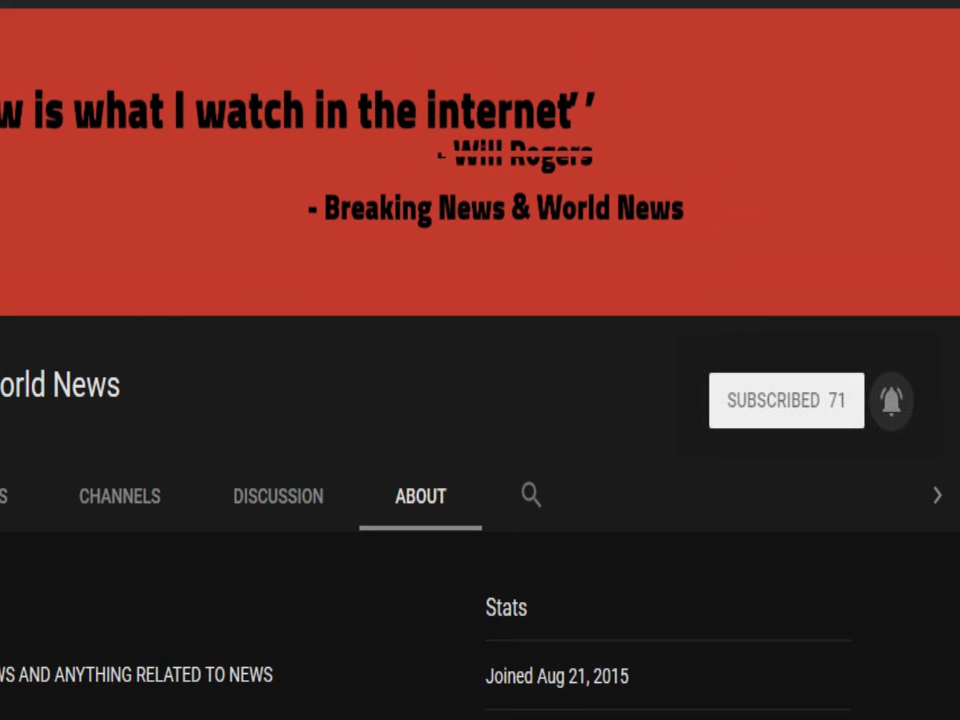 w is what I watch in the internet’’
- Will Rogers
- Breaking News & World News
orld News
SUBSCRIBED 71
S CHANNELS DISCUSSION ABOUT
Stats
WS AND ANYTHING RELATED TO NEWS
Joined Aug 21, 2015